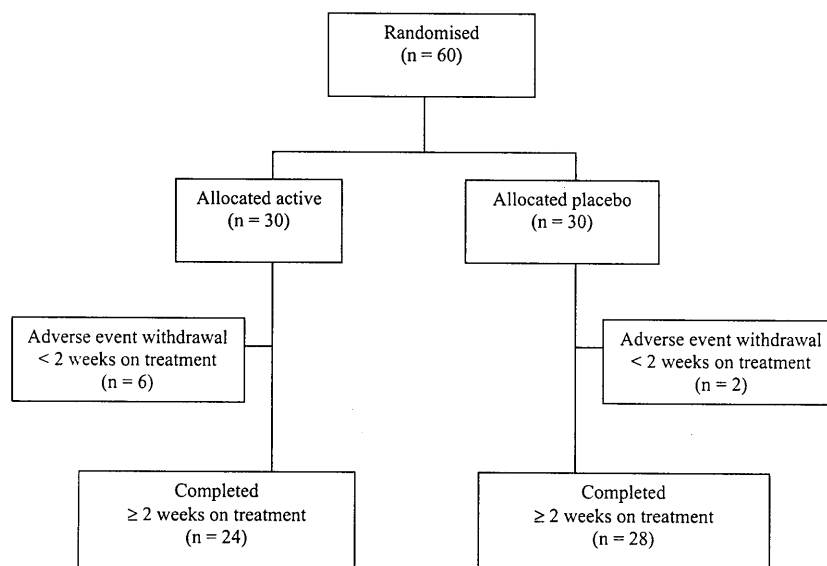 Randomised
(n = 60)
Allocated active
(n = 30)
Allocated placebo
(n = 30)
Adverse event withdrawal
< 2 weeks on treatment
(n = 6)
Adverse event withdrawal
< 2 weeks on treatment
(n = 2)
Completed
≥ 2 weeks on treatment
(n = 24)
Completed
≥ 2 weeks on treatment
(n = 28)